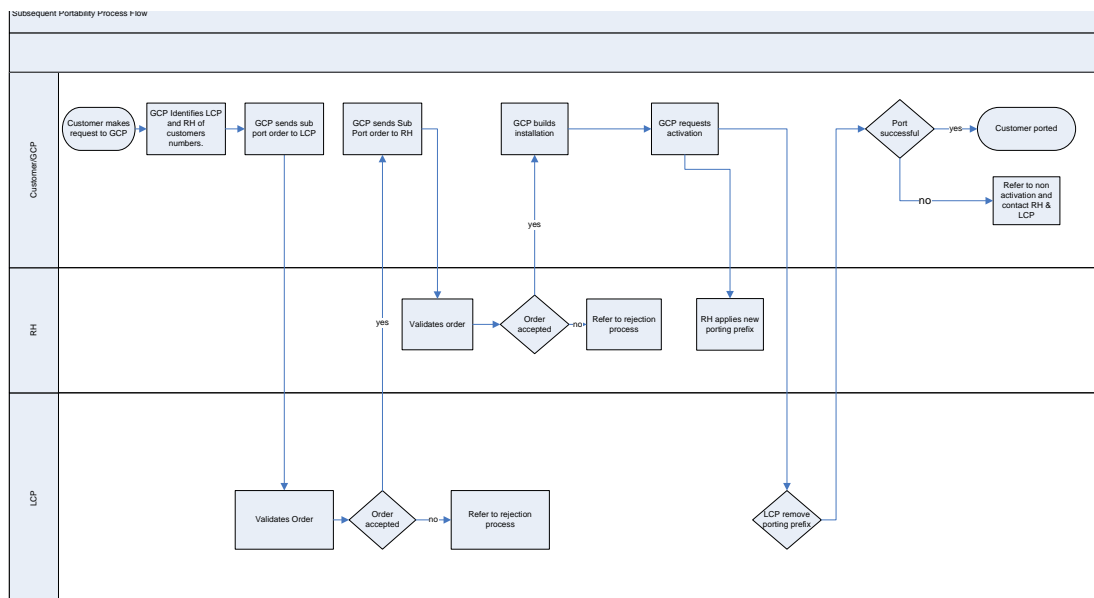 Subsequent Portability Process Flow
Customer/GCP
Customer makes
request to GCP
GCP Identifies LCP
and RH of
customers
numbers.
GCP sends sub
port order to LCP
GCP sends Sub
Port order to RH
GCP builds
installation
GCP requests
activation
Port
successful
yes
Customer ported
no
Refer to non
activation and
contact RH &
LCP
yes
RH
yes
Validates order
Order
accepted
no
Refer to rejection
process
RH applies new
porting prefix
LCP
Validates Order
Order
accepted
no
Refer to rejection
process
LCP remove
porting prefix